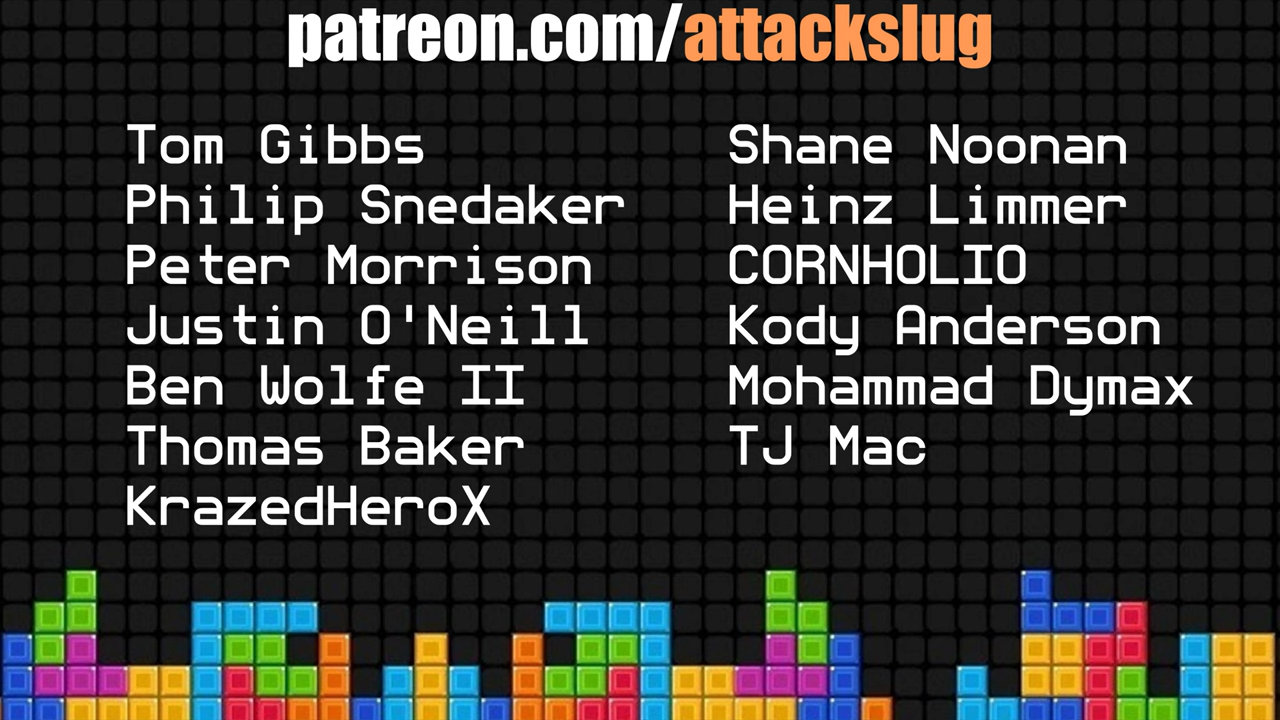 patreon.com/attackslug
Tom Gibbs
Philip Snedaker
Peter Morrison
Justin O'Neill
Ben Wolfe II
Thomas Baker
KrazedHeroX
Shane Noonan
Heinz Limmer
CORNHOLIO
Kody Anderson
Mohammad Dymax
TJ Mac